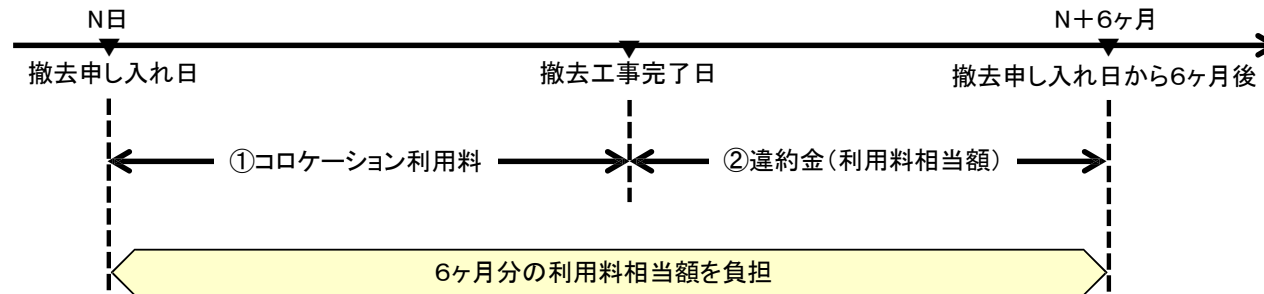 N日
N+6ヶ月
撤去申し入れ日
撤去工事完了日
撤去申し入れ日から6ヶ月後
①コロケーション利用料
②違約金(利用料相当額)
6ヶ月分の利用料相当額を負担